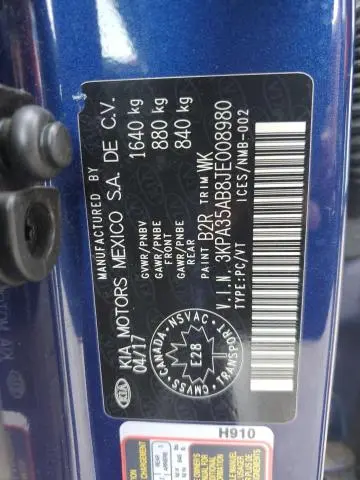 MANUFACTURED BY
KIA MOTORS MEXICO S.A. DE C.V.
04/17
GVWR/PNBV 1640 kg
GAWR/PNBE FRONT 880 kg
GAWR/PNBE REAR 840 kg
PAINT B2R TRIM WK
V.I.N. 3KPA35AB8JE008980
TYPE:PC/VT
ICES/NMB-002
CANADA · NSVAC · TRANSPORT · CMVSS
E28
KIA
H910